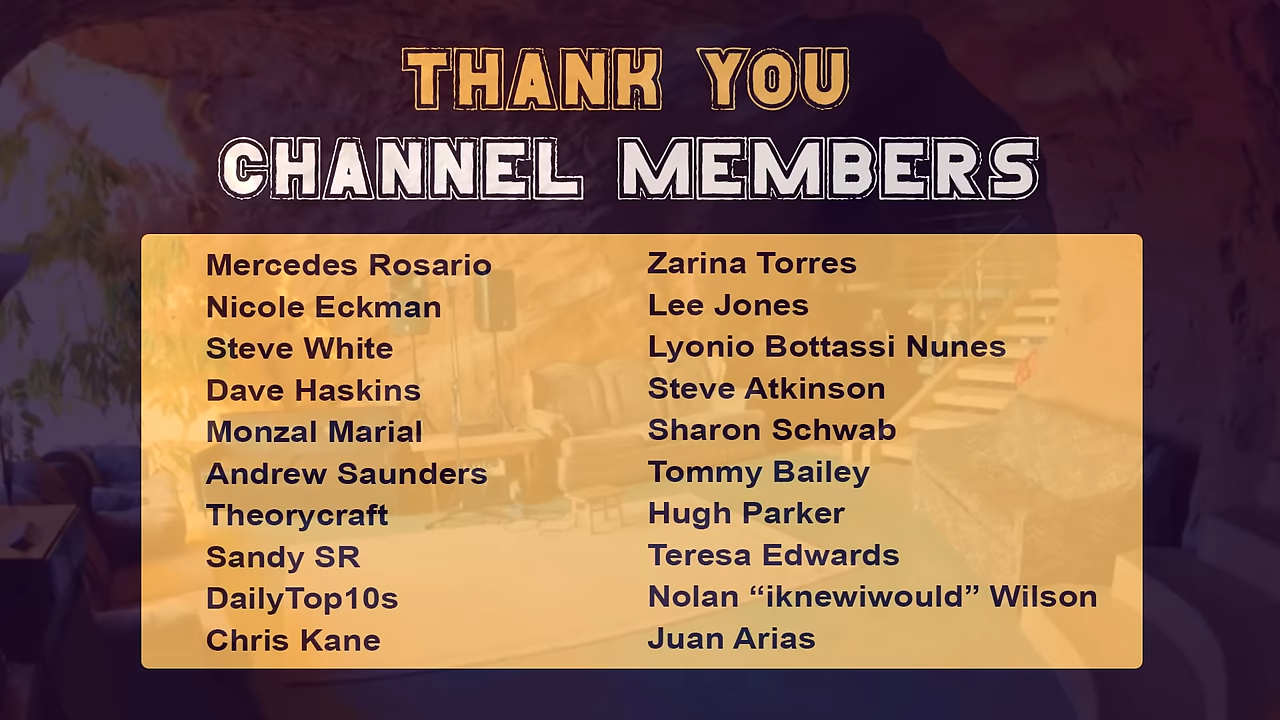 THANK YOU
CHANNEL MEMBERS
Mercedes Rosario
Nicole Eckman
Steve White
Dave Haskins
Monzal Marial
Andrew Saunders
Theorycraft
Sandy SR
DailyTop10s
Chris Kane
Zarina Torres
Lee Jones
Lyonio Bottassi Nunes
Steve Atkinson
Sharon Schwab
Tommy Bailey
Hugh Parker
Teresa Edwards
Nolan “iknewiwould” Wilson
Juan Arias